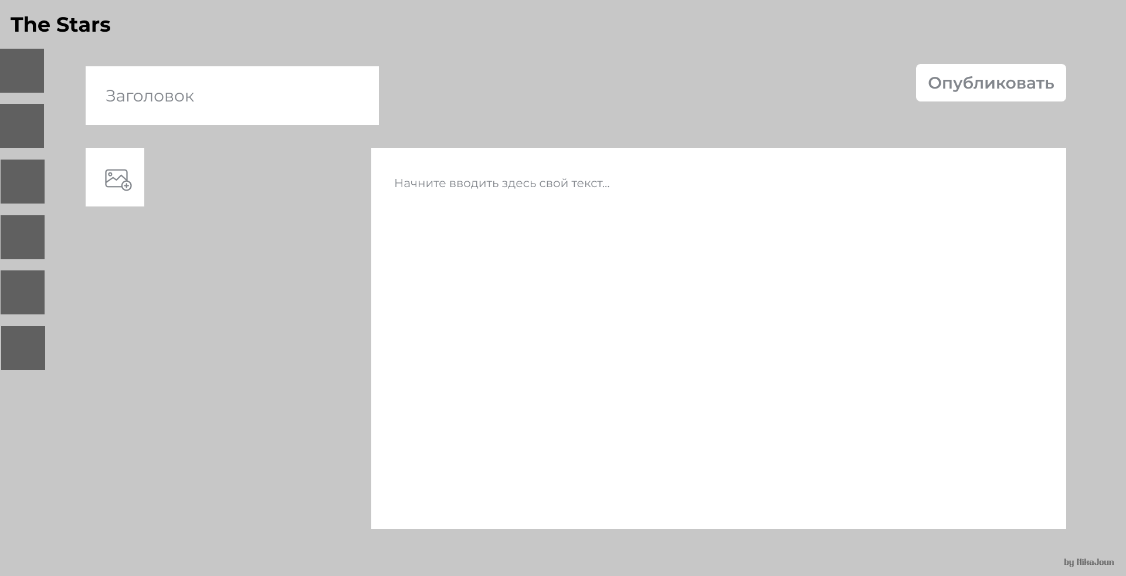 The Stars
Заголовок
Опубликовать
Начните вводить здесь свой текст...
by NikaJoun